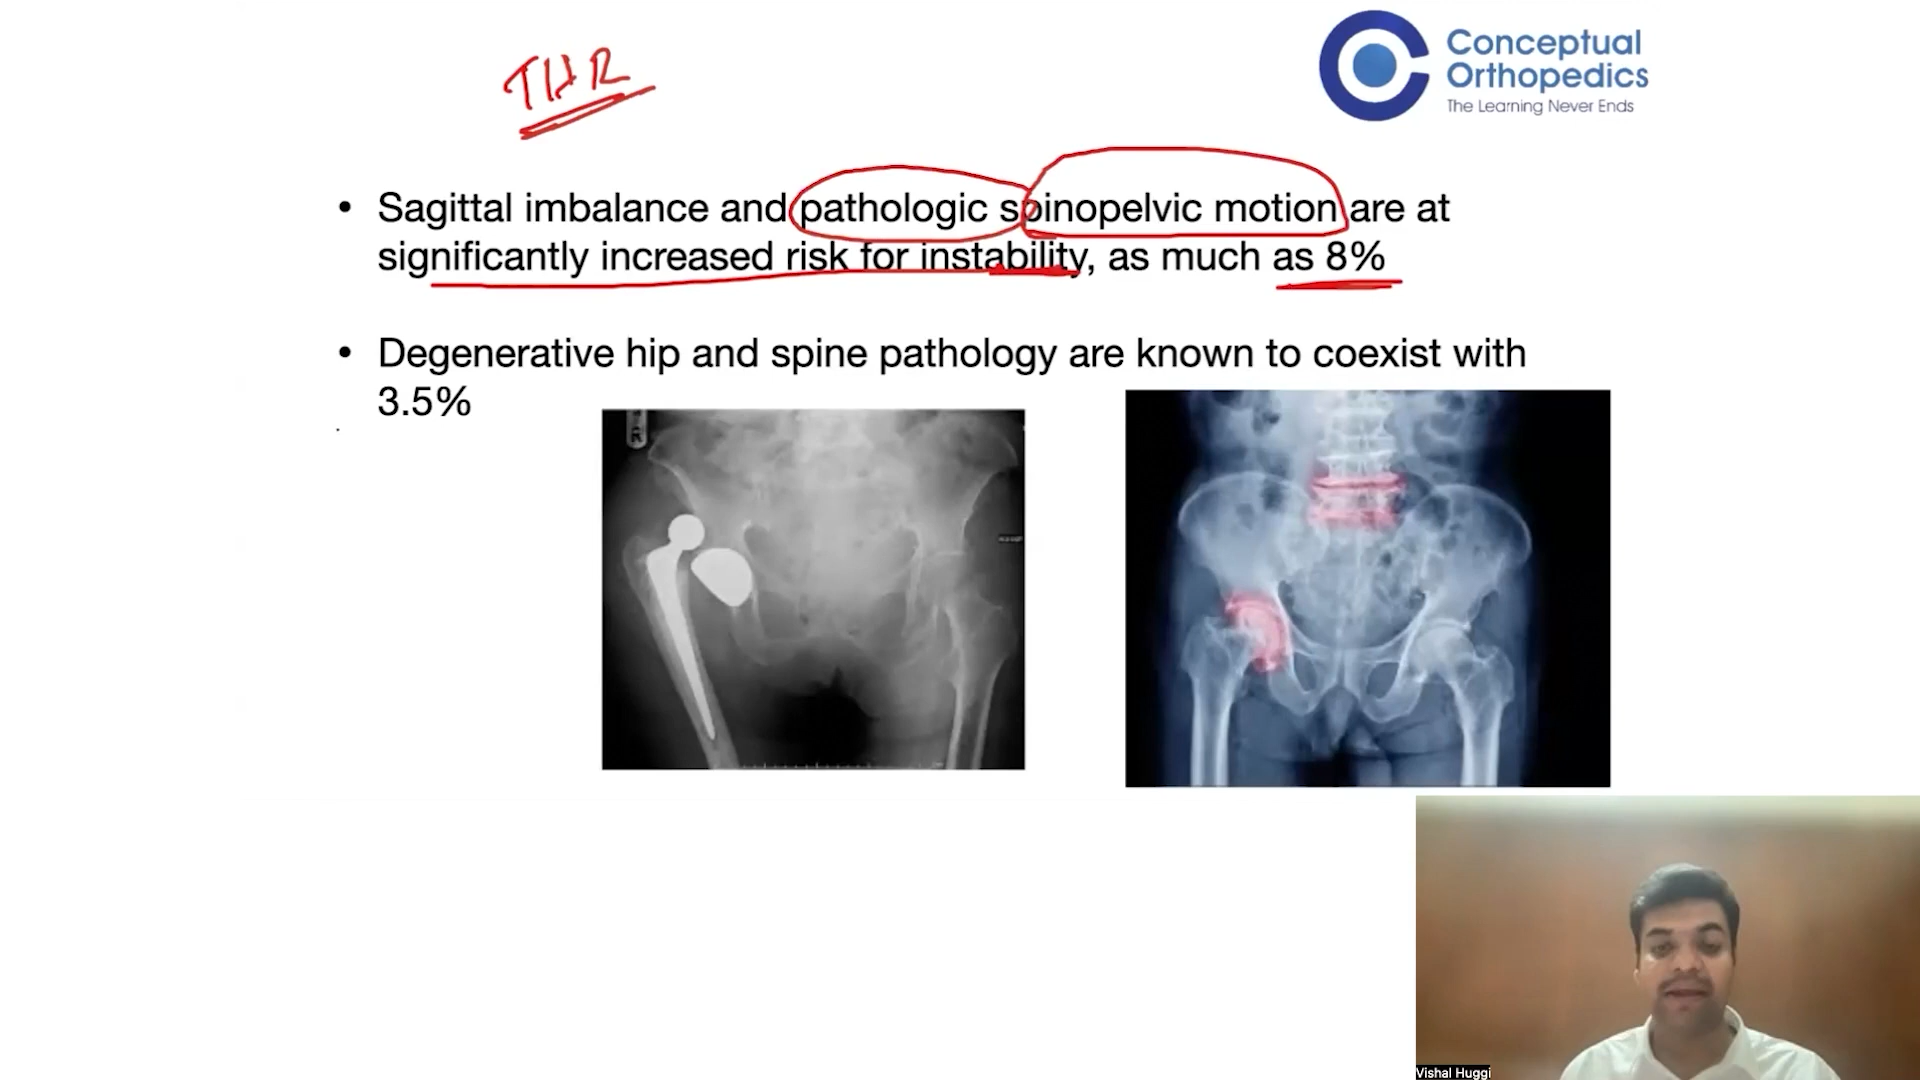 THR
Conceptual
Orthopedics
The Learning Never Ends
• Sagittal imbalance and pathologic spinopelvic motion are at
significantly increased risk for instability, as much as 8%
• Degenerative hip and spine pathology are known to coexist with
3.5%
R
Vishal Huggi